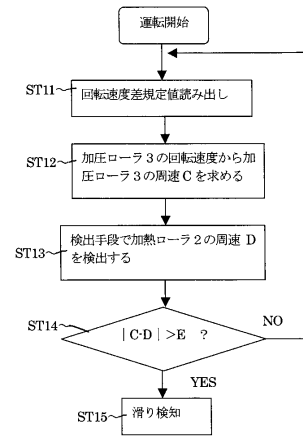 運転開始
ST11
回転速度差規定値読み出し
ST12
加圧ローラ3の回転速度から加
圧ローラ3の周速Cを求める
ST13
検出手段で加熱ローラ2の周速 D
を検出する
ST14
｜C-D｜>E ？
NO
YES
ST15
滑り検知